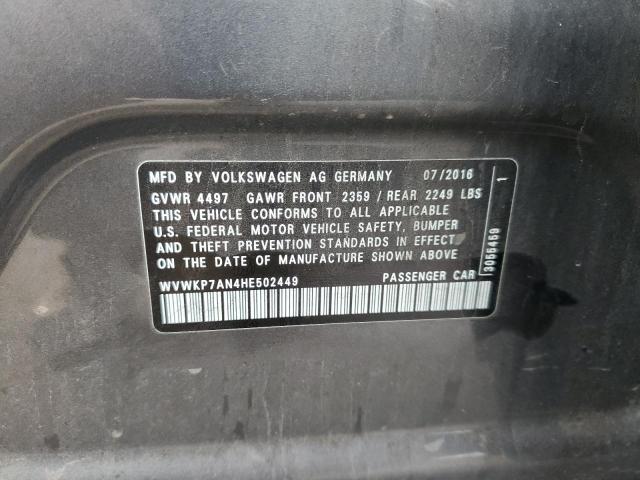 MFD BY VOLKSWAGEN AG GERMANY 07/2016
GVWR 4497 GAWR FRONT 2359 / REAR 2249 LBS
THIS VEHICLE CONFORMS TO ALL APPLICABLE
U.S. FEDERAL MOTOR VEHICLE SAFETY, BUMPER
AND THEFT PREVENTION STANDARDS IN EFFECT
ON THE DATE OF MANUFACTURE SHOWN ABOVE
WVWKP7AN4HE502449 PASSENGER CAR
3055459 1